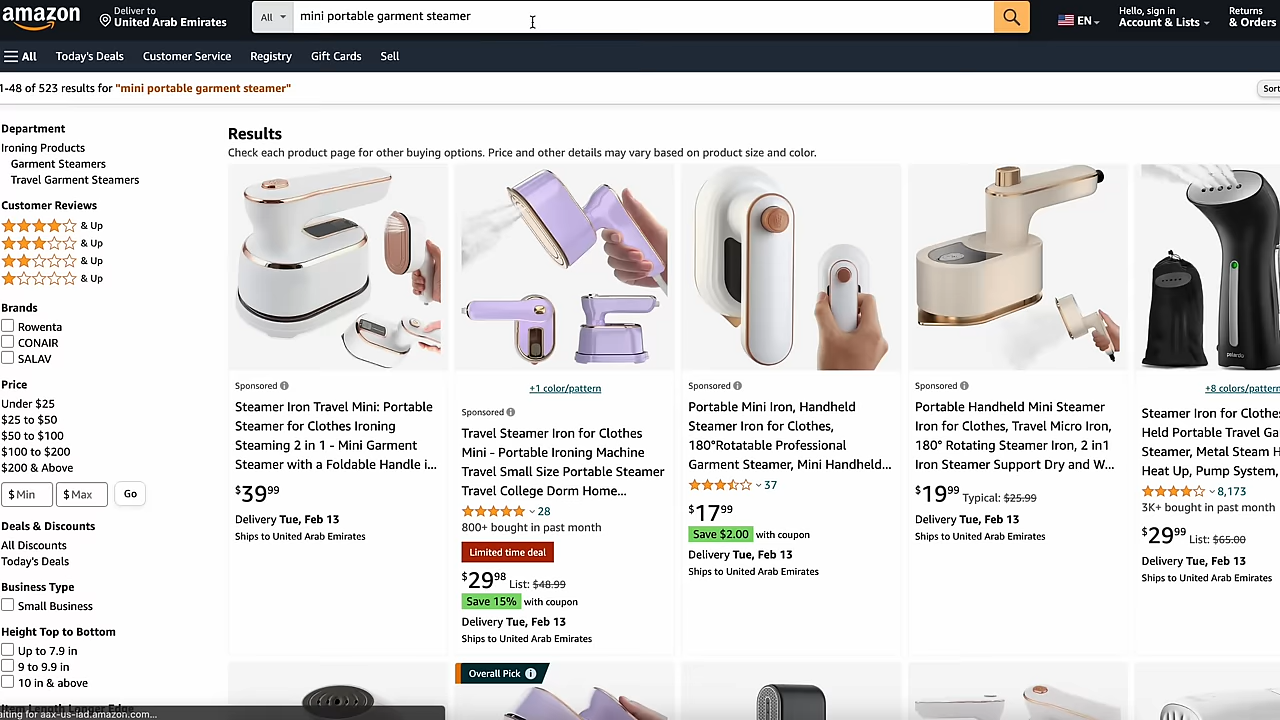 amazon
Deliver to
United Arab Emirates
All
mini portable garment steamer
EN
Hello, sign in
Account & Lists
Returns
& Orders
All
Today's Deals
Customer Service
Registry
Gift Cards
Sell
1-48 of 523 results for "mini portable garment steamer"
Sort
Department
Ironing Products
Garment Steamers
Travel Garment Steamers
Customer Reviews
& Up
& Up
& Up
& Up
Brands
Rowenta
CONAIR
SALAV
Price
Under $25
$25 to $50
$50 to $100
$100 to $200
$200 & Above
$ Min
$ Max
Go
Deals & Discounts
All Discounts
Today's Deals
Business Type
Small Business
Height Top to Bottom
Up to 7.9 in
9 to 9.9 in
10 in & above
aiting for aax-us-iad.amazon.com...
Results
Check each product page for other buying options. Price and other details may vary based on product size and color.
Sponsored
Steamer Iron Travel Mini: Portable
Steamer for Clothes Ironing
Steaming 2 in 1 - Mini Garment
Steamer with a Foldable Handle i...
$39 99
Delivery Tue, Feb 13
Ships to United Arab Emirates
+1 color/pattern
Sponsored
Travel Steamer Iron for Clothes
Mini - Portable Ironing Machine
Travel Small Size Portable Steamer
Travel College Dorm Home...
28
800+ bought in past month
Limited time deal
$29 98 List: $48.99
Save 15% with coupon
Delivery Tue, Feb 13
Ships to United Arab Emirates
Overall Pick
Sponsored
Portable Mini Iron, Handheld
Steamer Iron for Clothes,
180°Rotatable Professional
Garment Steamer, Mini Handheld...
37
$17 99
Save $2.00 with coupon
Delivery Tue, Feb 13
Ships to United Arab Emirates
Sponsored
Portable Handheld Mini Steamer
Iron for Clothes, Travel Micro Iron,
180° Rotating Steamer Iron, 2 in1
Iron Steamer Support Dry and W...
$19 99 Typical: $25.99
Delivery Tue, Feb 13
Ships to United Arab Emirates
polardo
+8 colors/pattern
Steamer Iron for Clothes
Held Portable Travel Ga
Steamer, Metal Steam H
Heat Up, Pump System,
8,173
3K+ bought in past month
$29 99 List: $65.00
Delivery Tue, Feb 13
Ships to United Arab Emirates